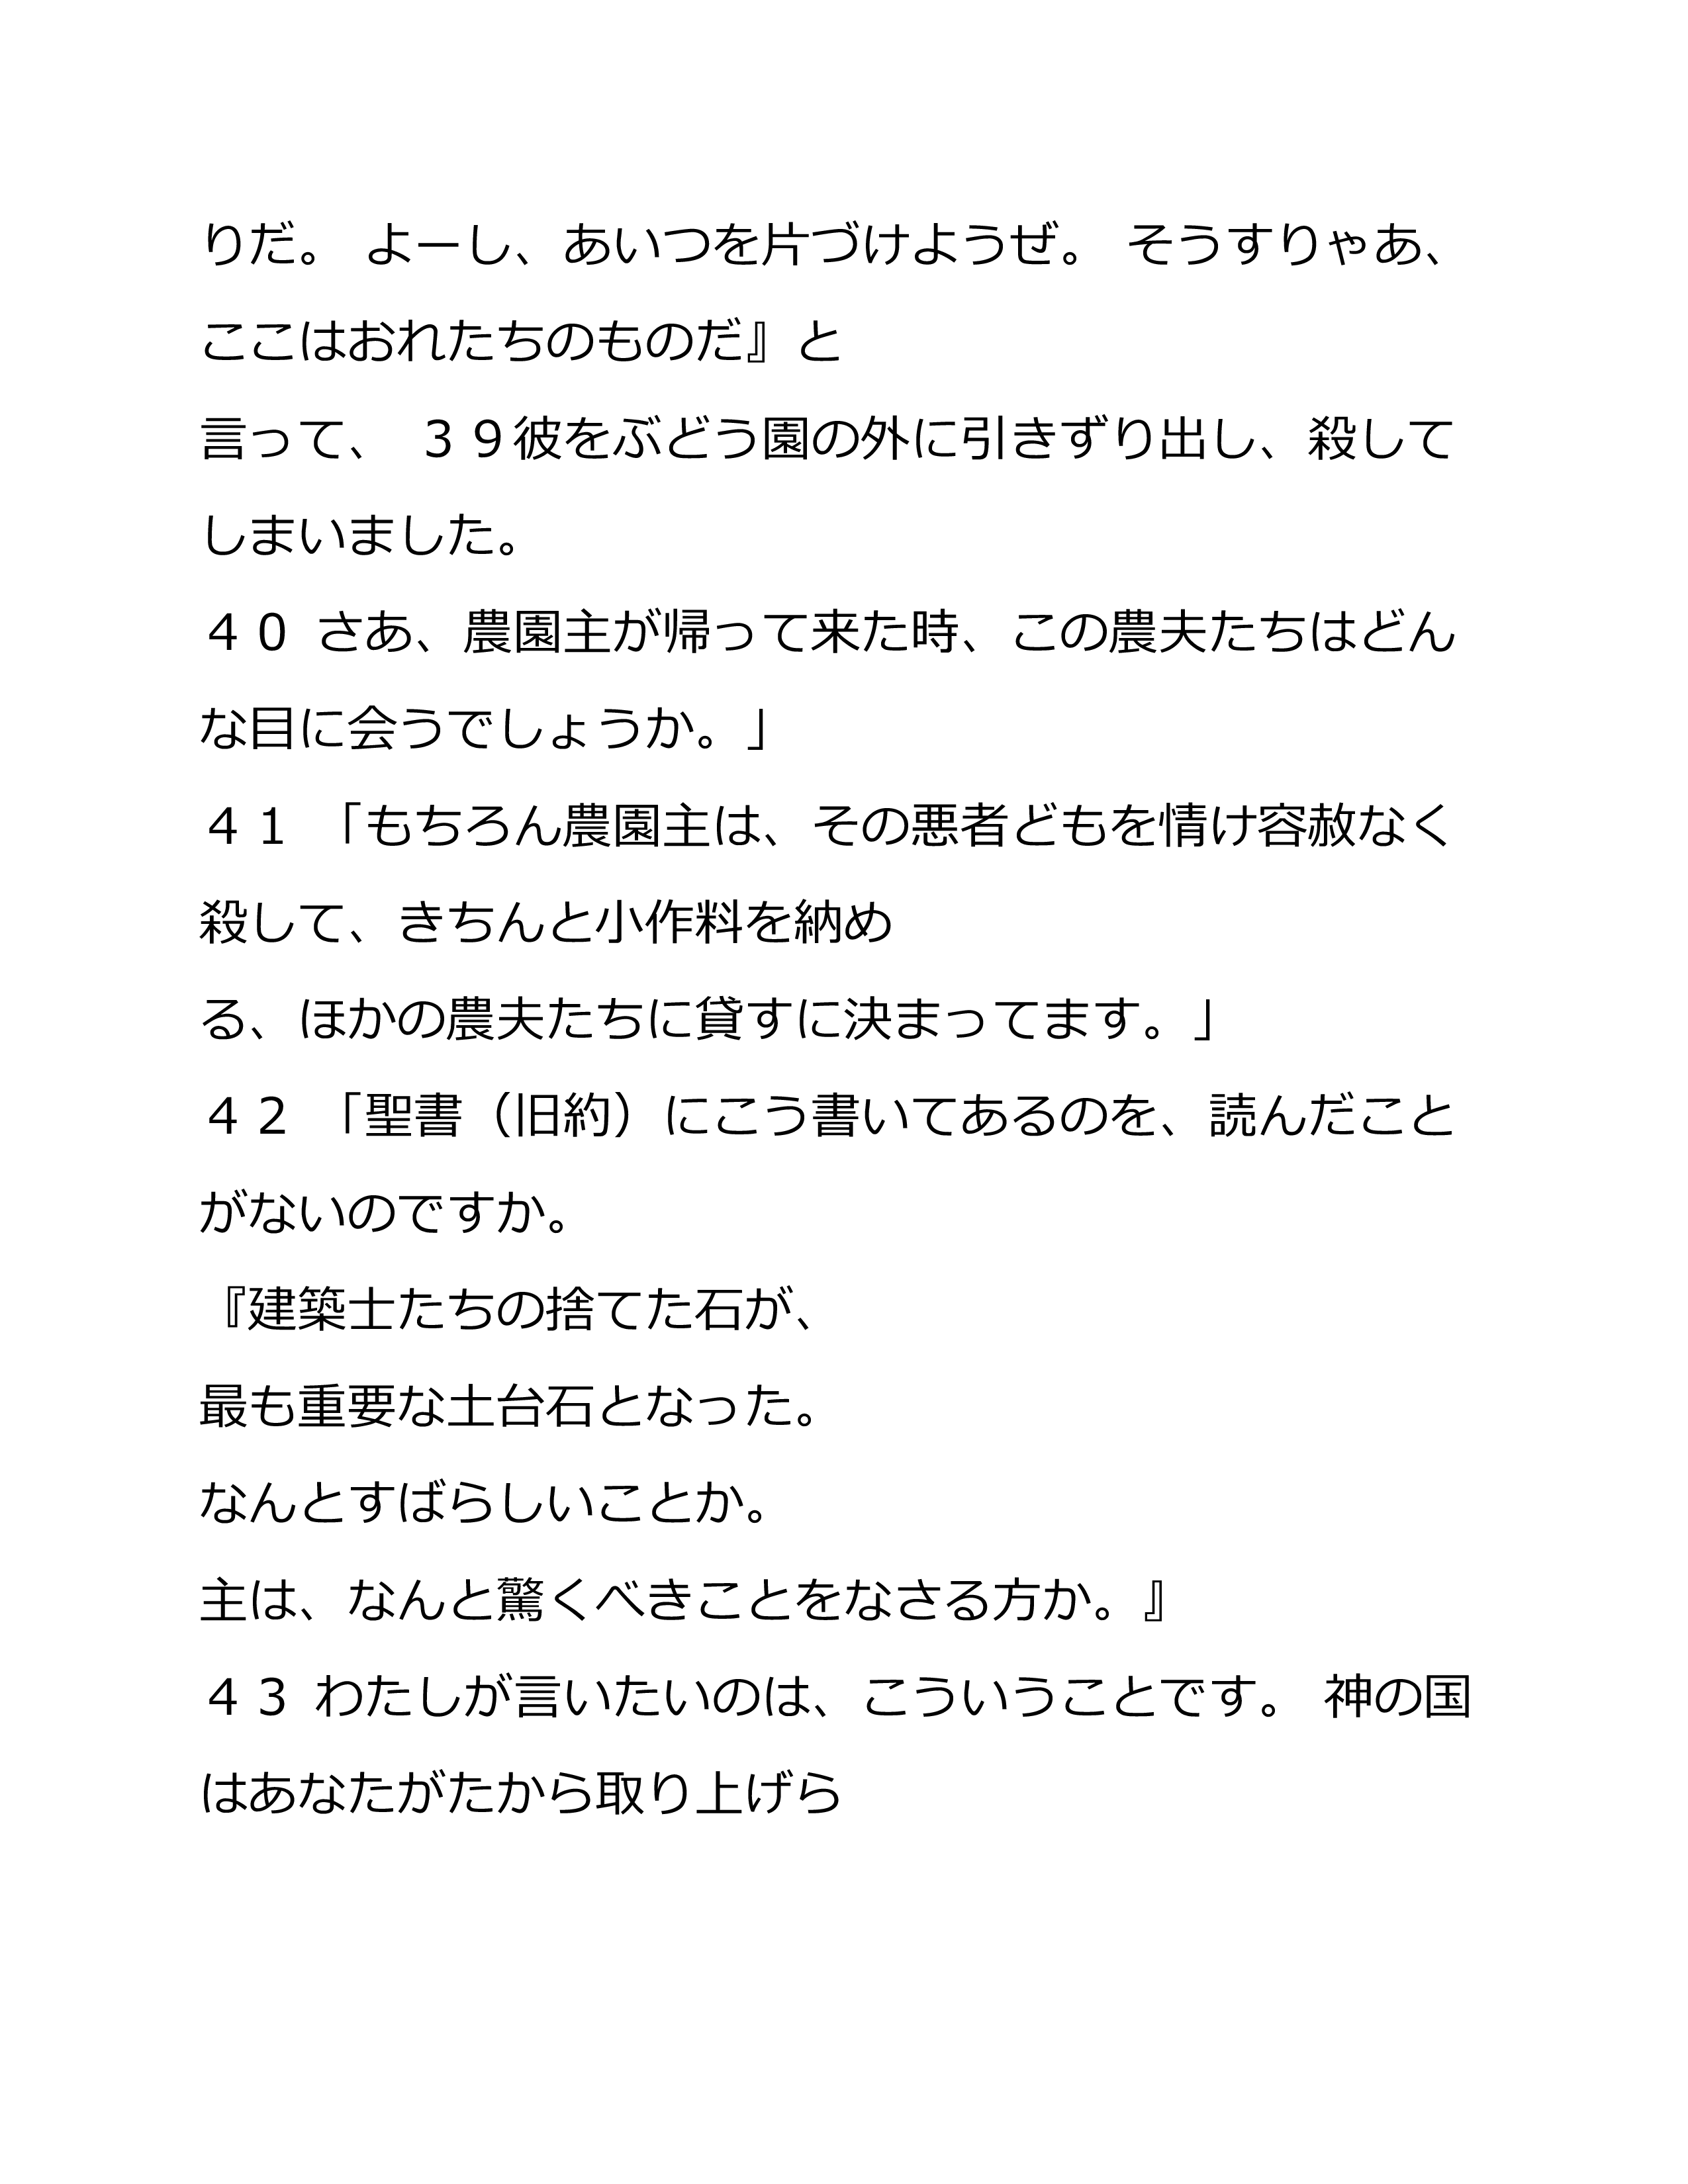 りだ。 よーし、あいつを片づけようぜ。 そうすりゃあ、
ここはおれたちのものだ』と
言って、 ３９彼をぶどう園の外に引きずり出し、殺して
しまいました。
４０ さあ、農園主が帰って来た時、この農夫たちはどん
な目に会うでしょうか。」
４１ 「もちろん農園主は、その悪者どもを情け容赦なく
殺して、きちんと小作料を納め
る、ほかの農夫たちに貸すに決まってます。」
４２ 「聖書（旧約）にこう書いてあるのを、読んだこと
がないのですか。
『建築士たちの捨てた石が、
最も重要な土台石となった。
なんとすばらしいことか。
主は、なんと驚くべきことをなさる方か。』
４３ わたしが言いたいのは、こういうことです。 神の国
はあなたがたから取り上げら